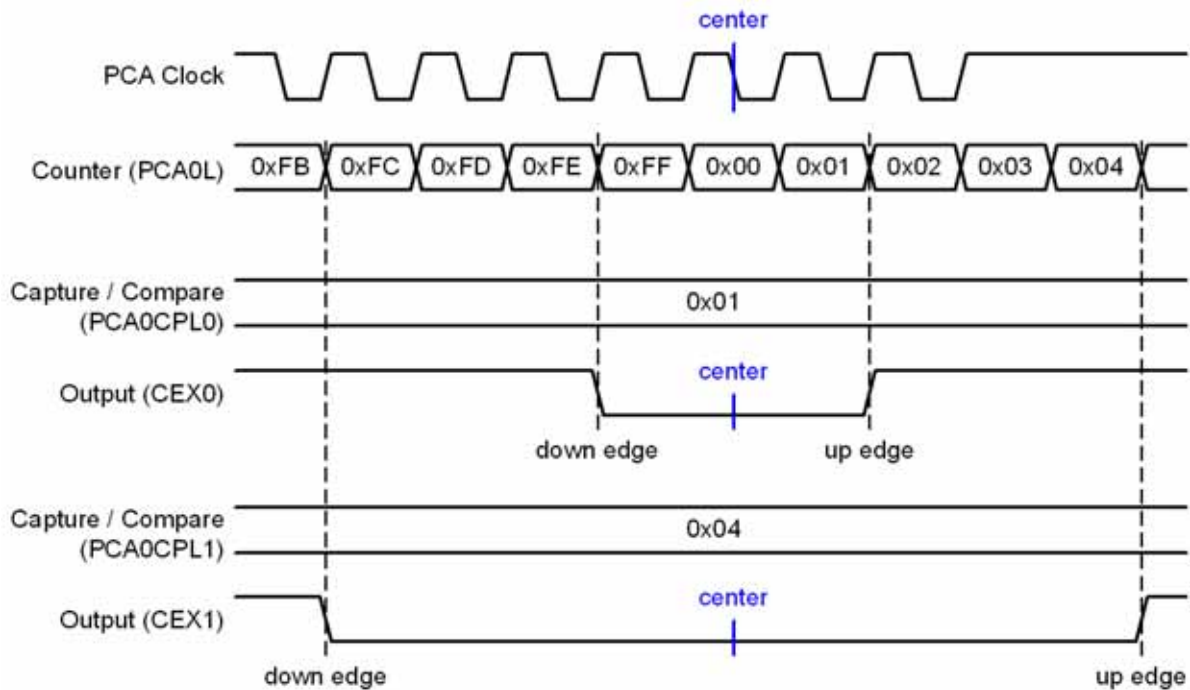 center
PCA Clock
Counter (PCA0L) 0xFB 0xFC 0xFD 0xFE 0xFF 0x00 0x01 0x02 0x03 0x04
Capture / Compare
(PCA0CPL0)
0x01
center
Output (CEX0)
down edge up edge
Capture / Compare
(PCA0CPL1)
0x04
center
Output (CEX1)
down edge up edge